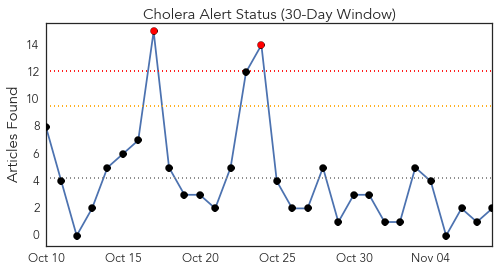 Cholera Alert Status (30-Day Window)
Articles Found
14
12
10
8
6
4
2
0
Oct 10
Oct 15
Oct 20
Oct 25
Oct 30
Nov 04